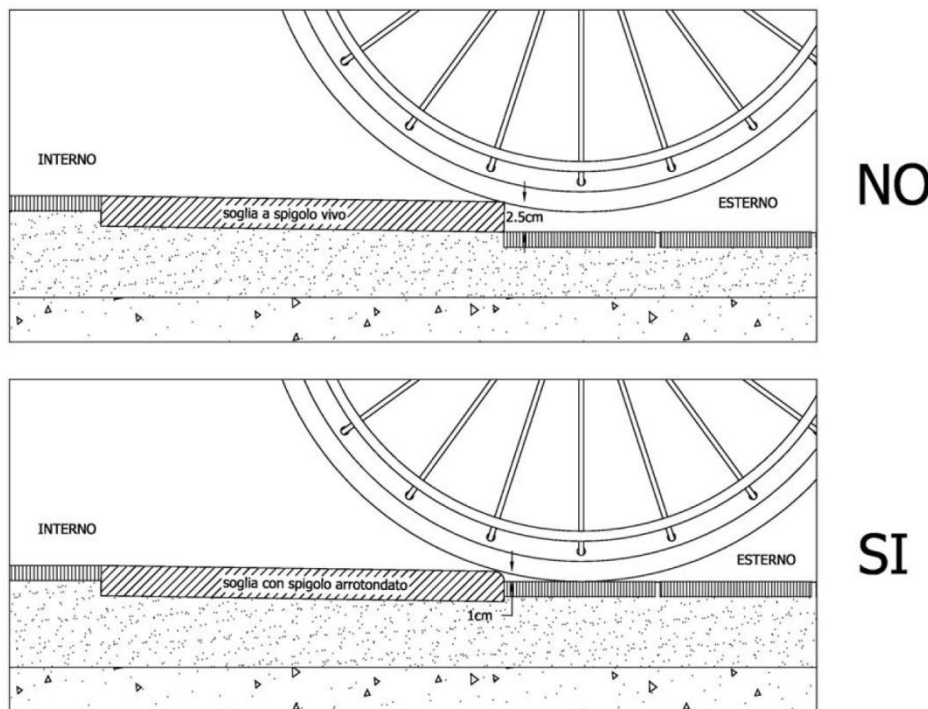 INTERNO
soglia a spigolo vivo
2.5cm
ESTERNO
NO
INTERNO
soglia con spigolo arrotondato
1cm
ESTERNO
SI